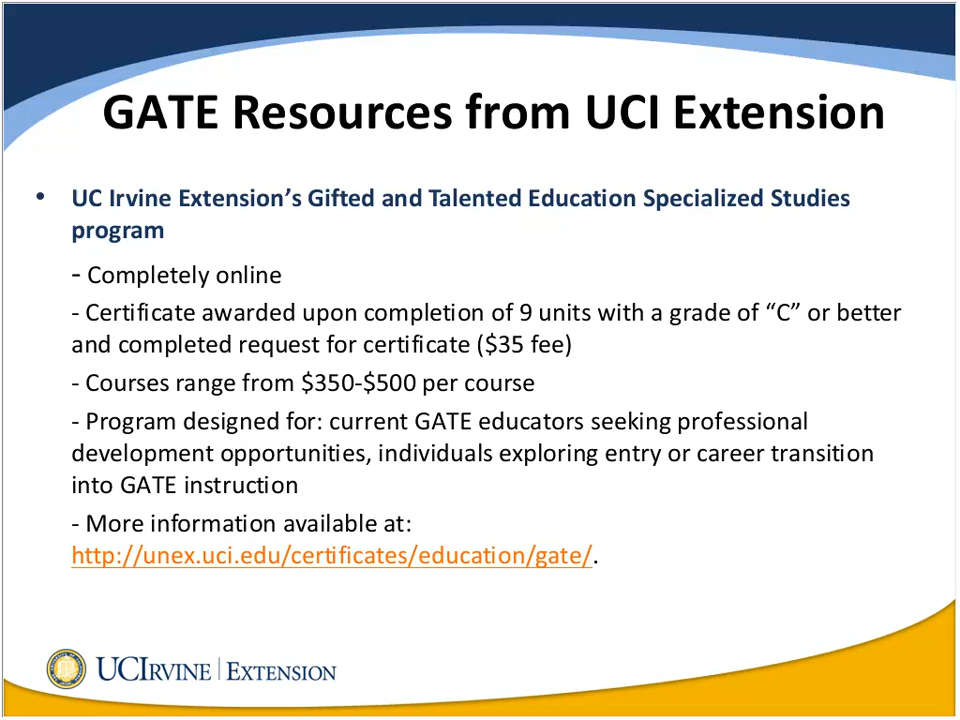 GATE Resources from UCI Extension
• UC Irvine Extension’s Gifted and Talented Education Specialized Studies
program
- Completely online
- Certificate awarded upon completion of 9 units with a grade of “C” or better
and completed request for certificate ($35 fee)
- Courses range from $350-$500 per course
- Program designed for: current GATE educators seeking professional
development opportunities, individuals exploring entry or career transition
into GATE instruction
- More information available at:
http://unex.uci.edu/certificates/education/gate/.
UCIRVINE | EXTENSION